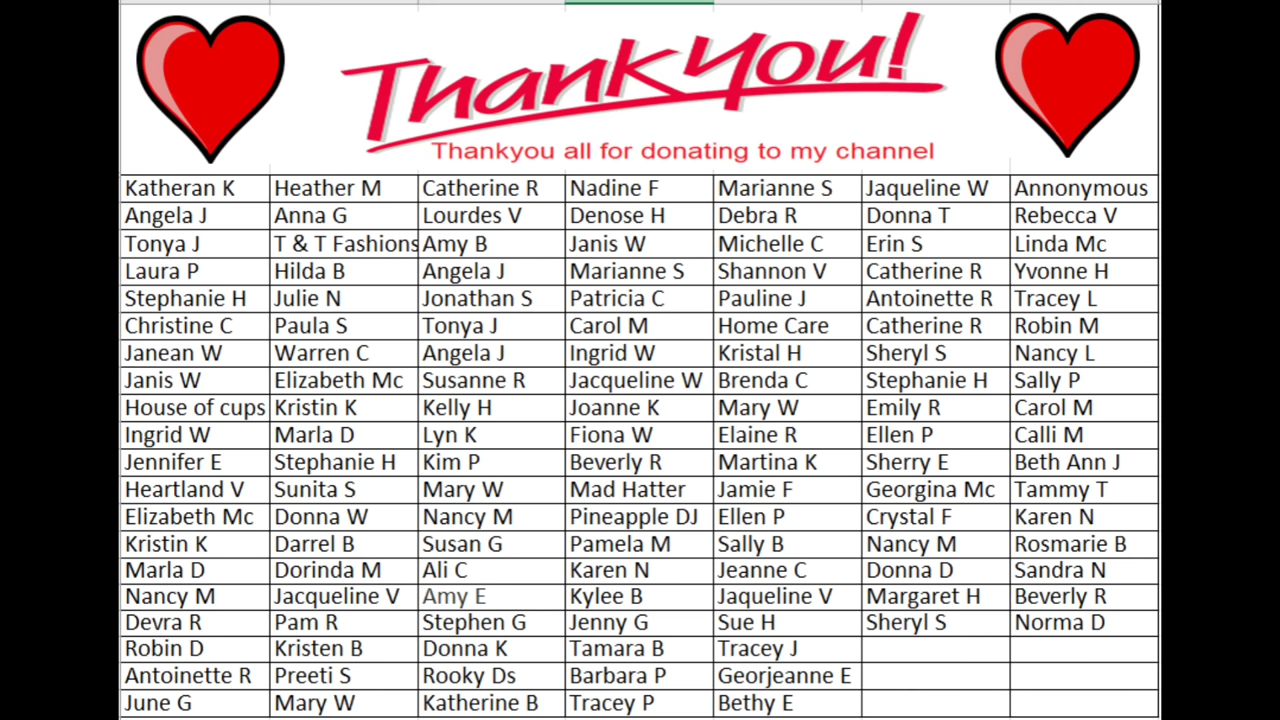 Thank You!
Thankyou all for donating to my channel
Katheran K Heather M Catherine R Nadine F Marianne S Jaqueline W Annonymous
Angela J Anna G Lourdes V Denose H Debra R Donna T Rebecca V
Tonya J T & T Fashions Amy B Janis W Michelle C Erin S Linda Mc
Laura P Hilda B Angela J Marianne S Shannon V Catherine R Yvonne H
Stephanie H Julie N Jonathan S Patricia C Pauline J Antoinette R Tracey L
Christine C Paula S Tonya J Carol M Home Care Catherine R Robin M
Janean W Warren C Angela J Ingrid W Kristal H Sheryl S Nancy L
Janis W Elizabeth Mc Susanne R Jacqueline W Brenda C Stephanie H Sally P
House of cups Kristin K Kelly H Joanne K Mary W Emily R Carol M
Ingrid W Marla D Lyn K Fiona W Elaine R Ellen P Calli M
Jennifer E Stephanie H Kim P Beverly R Martina K Sherry E Beth Ann J
Heartland V Sunita S Mary W Mad Hatter Jamie F Georgina Mc Tammy T
Elizabeth Mc Donna W Nancy M Pineapple DJ Ellen P Crystal F Karen N
Kristin K Darrel B Susan G Pamela M Sally B Nancy M Rosmarie B
Marla D Dorinda M Ali C Karen N Jeanne C Donna D Sandra N
Nancy M Jacqueline V Amy E Kylee B Jaqueline V Margaret H Beverly R
Devra R Pam R Stephen G Jenny G Sue H Sheryl S Norma D
Robin D Kristen B Donna K Tamara B Tracey J
Antoinette R Preeti S Rooky Ds Barbara P Georjeanne E
June G Mary W Katherine B Tracey P Bethy E